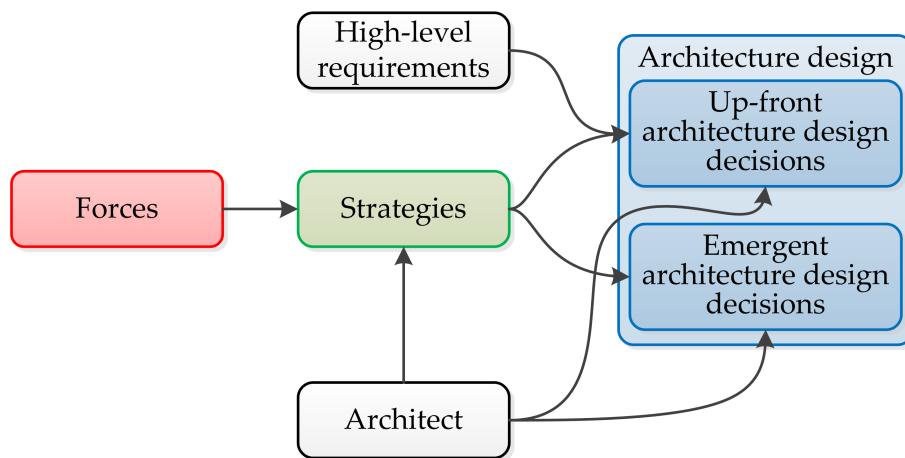 High-level
requirements
Architecture design
Up-front
architecture design
decisions
Forces
Strategies
Emergent
architecture design
decisions
Architect